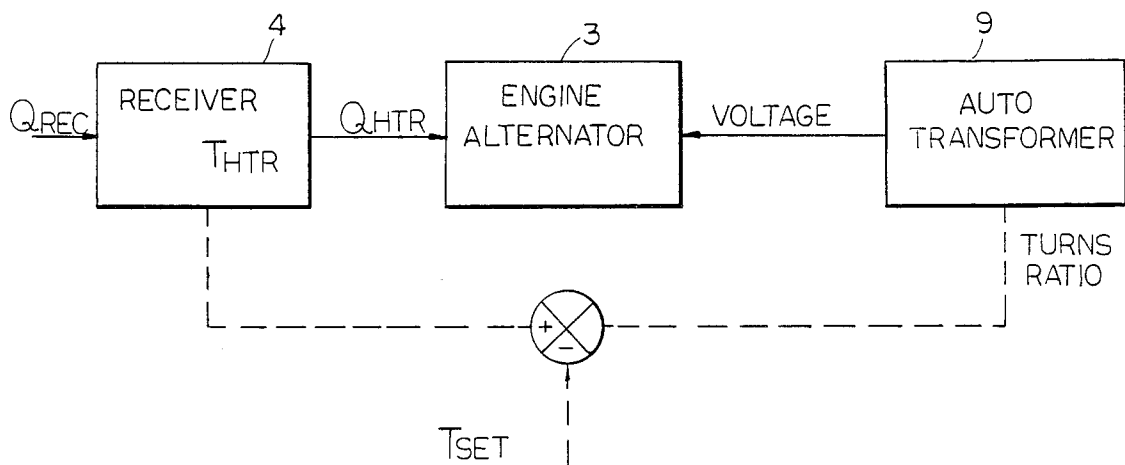 4
3
9
QREC
RECEIVER
THTR
QHTR
ENGINE
ALTERNATOR
VOLTAGE
AUTO
TRANSFORMER
TURNS
RATIO
+
−
TSET